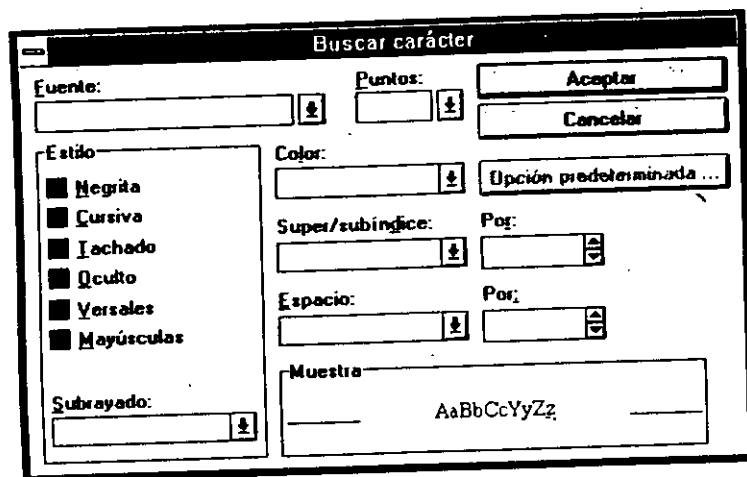 Buscar carácter
Fuente:
Puntos:
Aceptar
Cancelar
Estilo
Negrita
Cursiva
Tachado
Oculto
Versales
Mayúsculas
Subrayado:
Color:
Opción predeterminada ...
Super/subíndice:
Por:
Espacio:
Por:
Muestra
AaBbCcYyZz